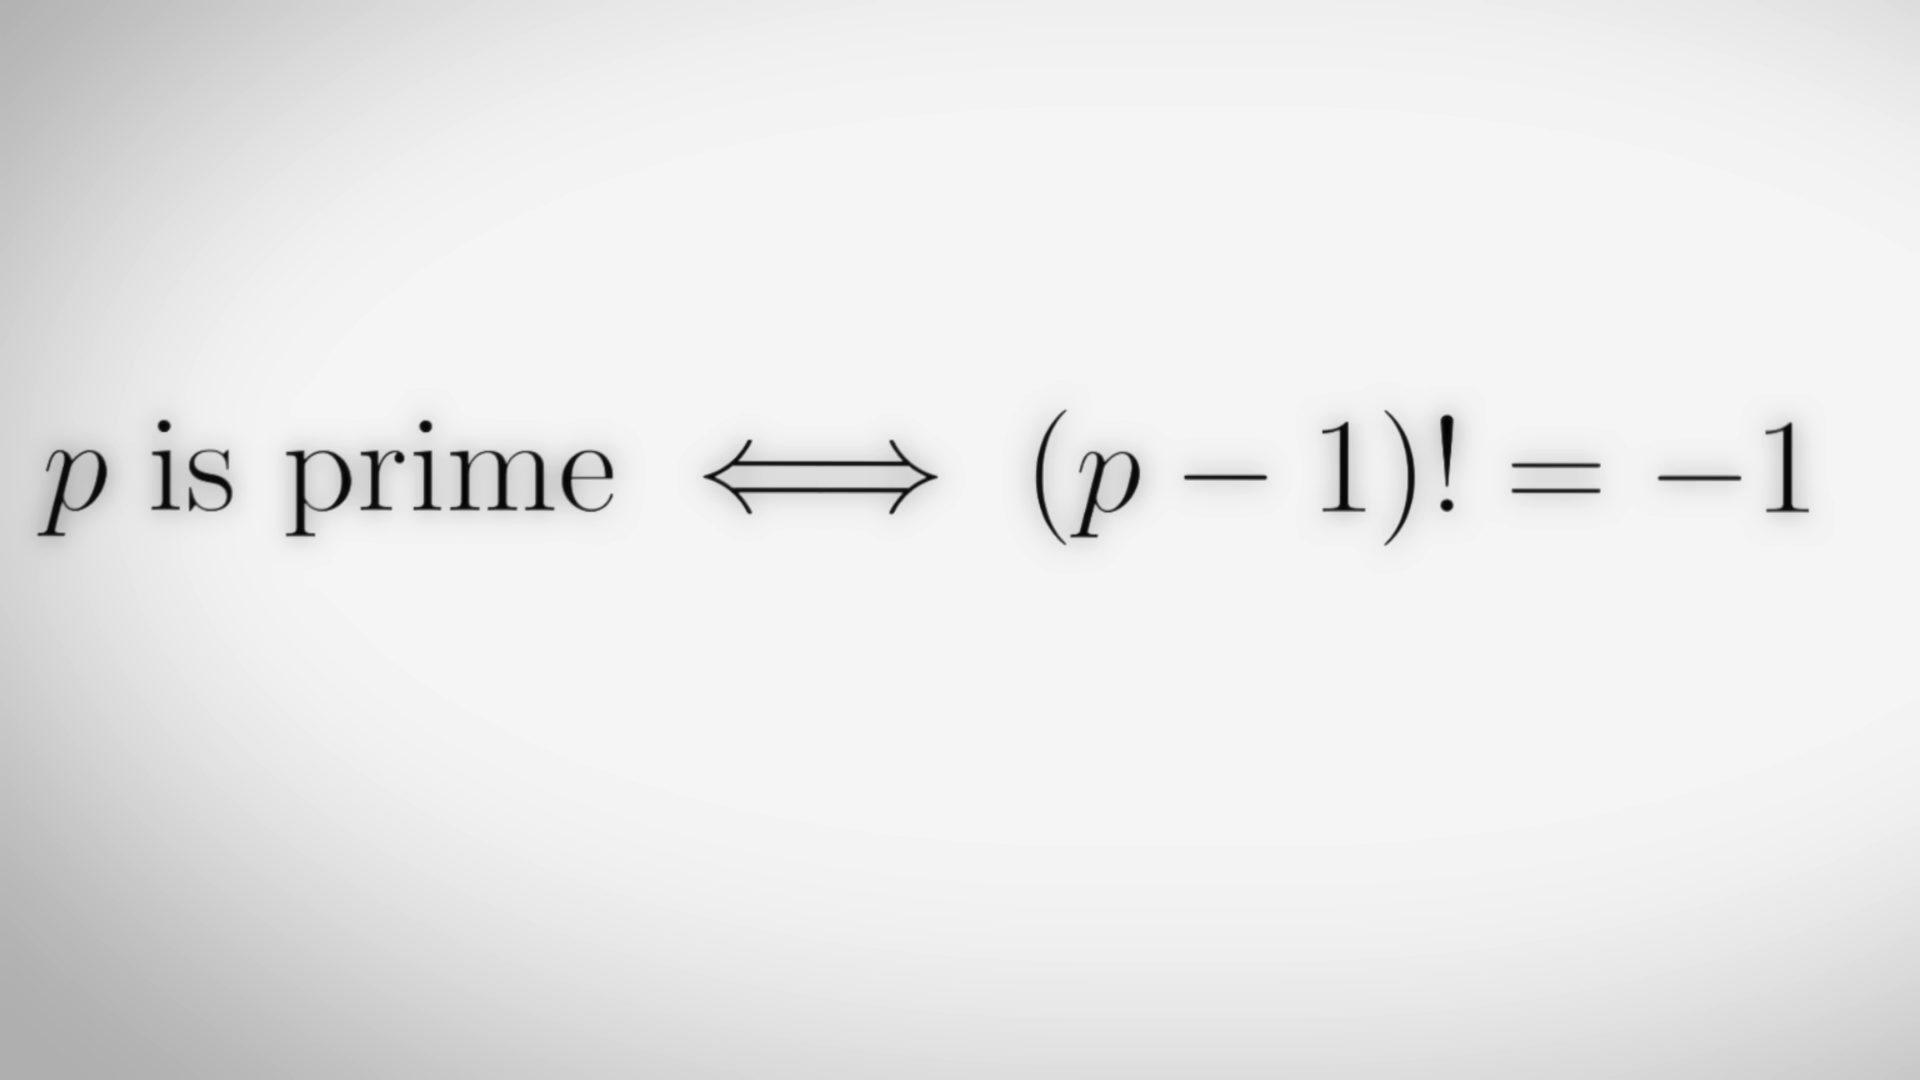 p is prime ⟺ (p − 1)! = −1